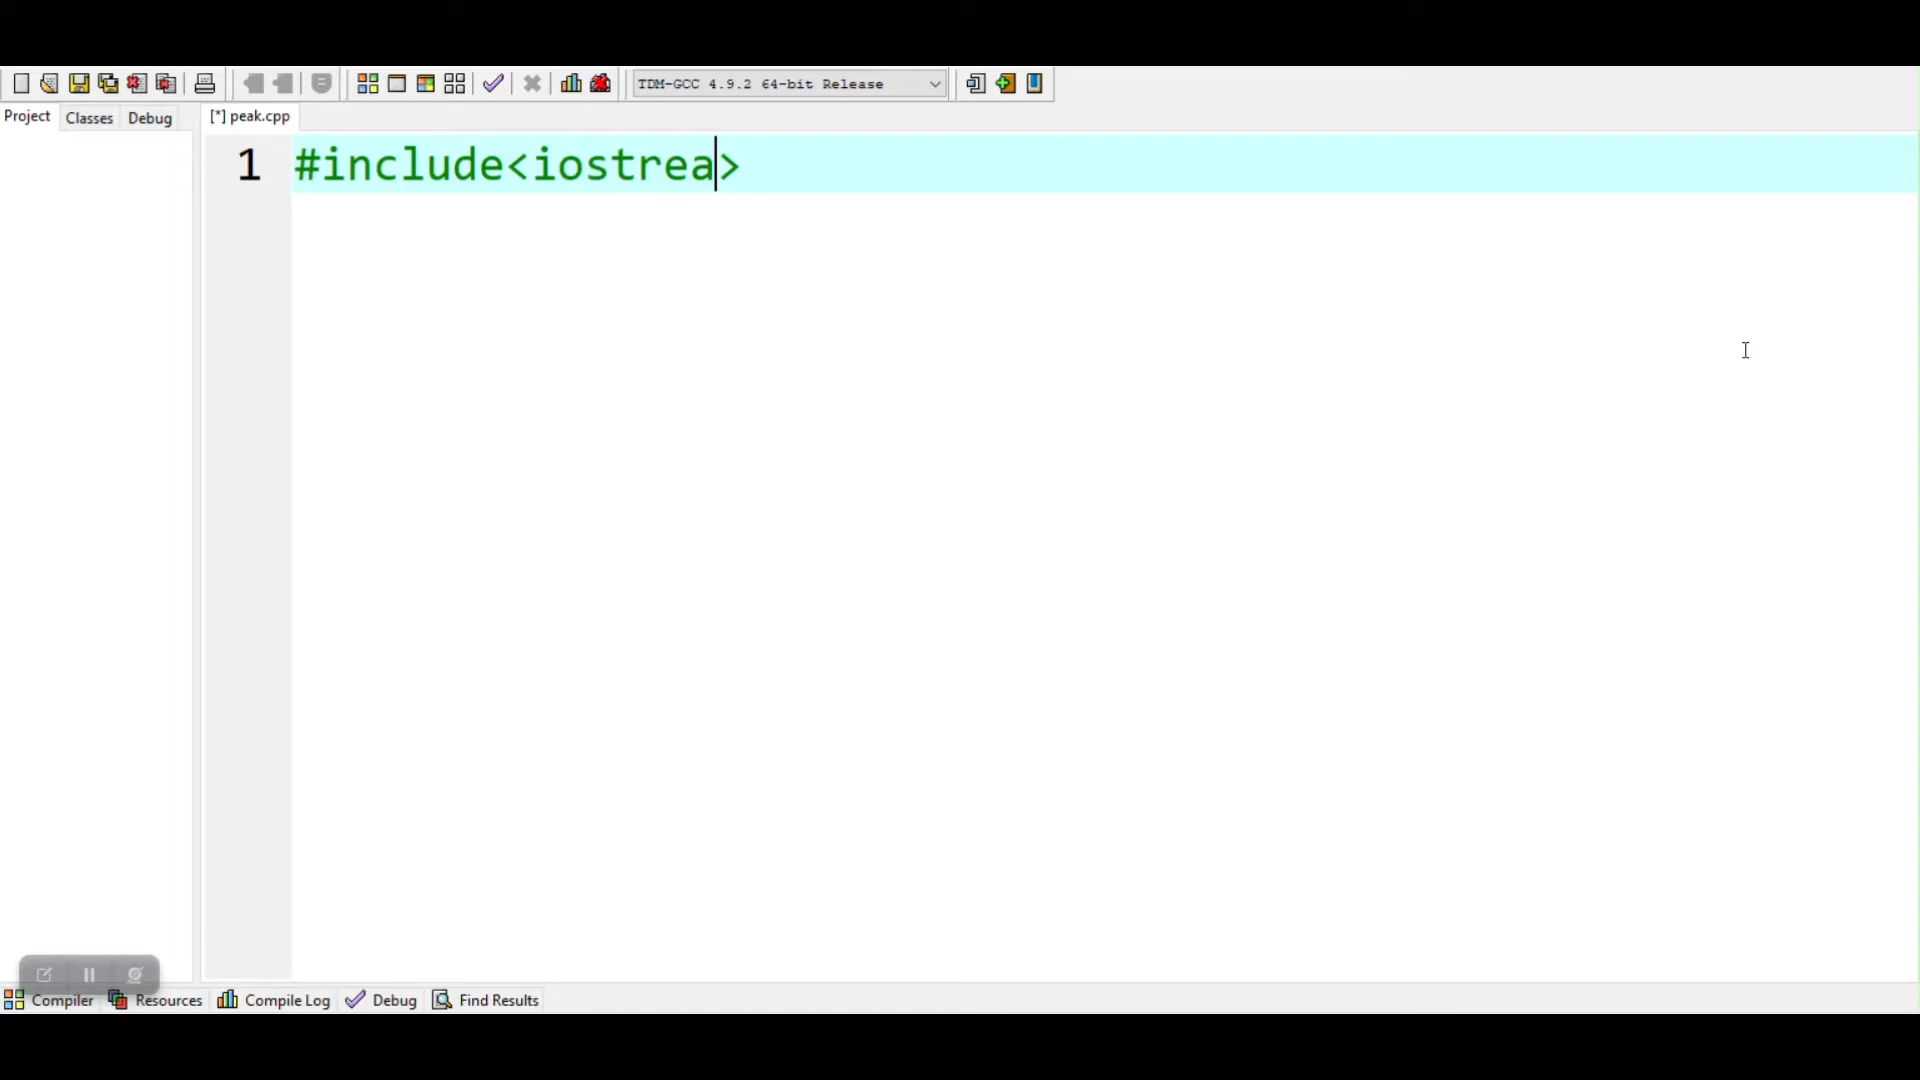 TDM-GCC 4.9.2 64-bit Release
Project Classes Debug [*] peak.cpp
1 #include<iostrea>
Compiler Resources Compile Log Debug Find Results